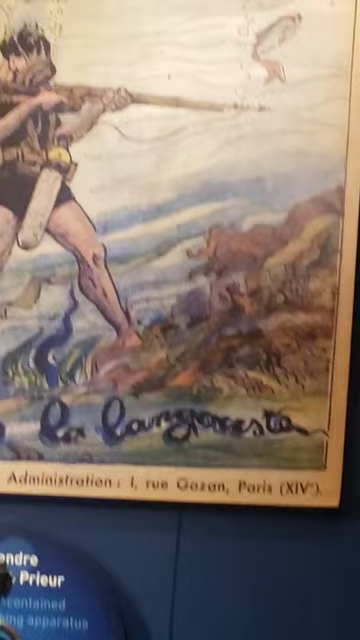 la langouste
Administration : 1, rue Gazan, Paris (XIVᵉ).
endre
Prieur
contained
ing apparatus